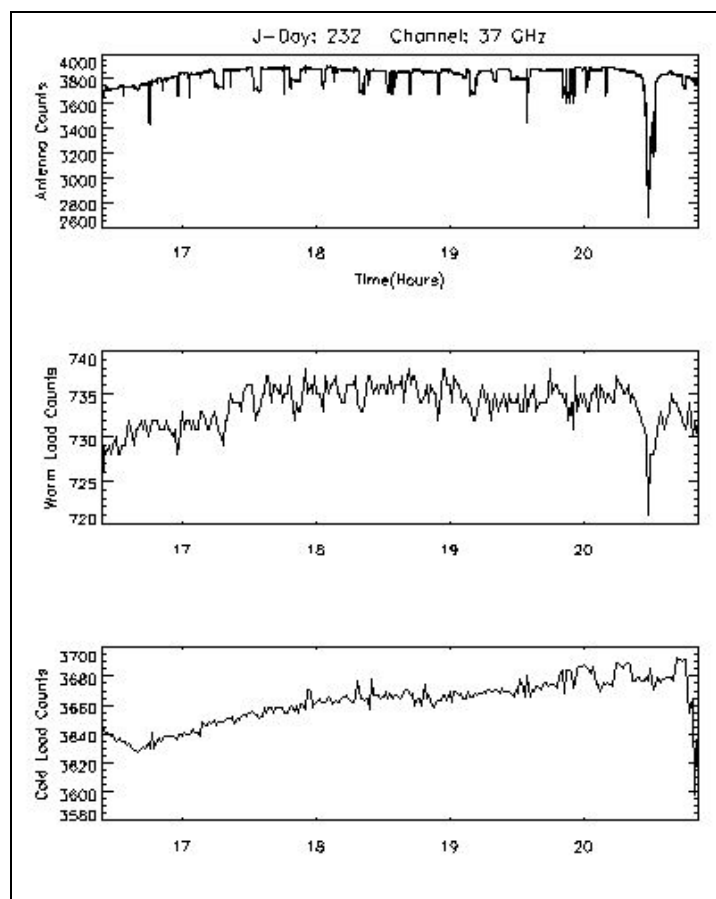 J-Day: 232 Channel: 37 GHz
Antenna Counts
4000
3800
3600
3400
3200
3000
2800
2600
17 18 19 20
Time(Hours)
Warm Load Counts
740
735
730
725
720
17 18 19 20
Cold Load Counts
3700
3680
3660
3640
3620
3600
3580
17 18 19 20